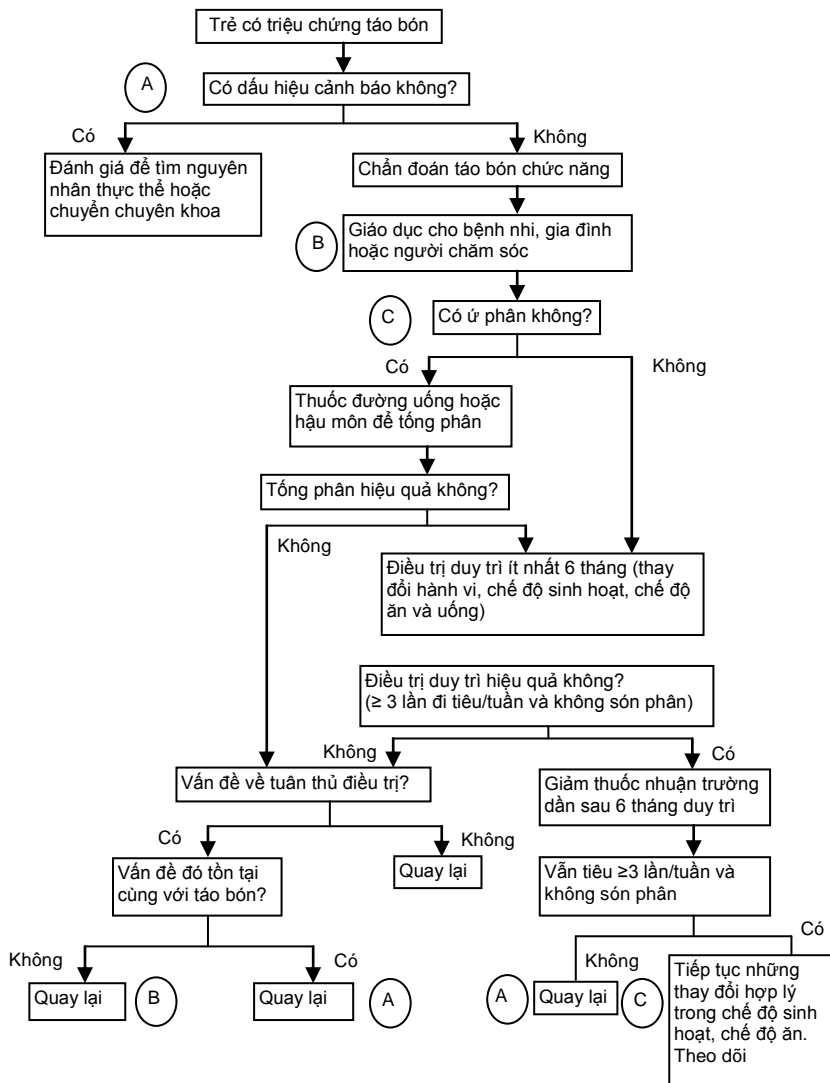 Trẻ có triệu chứng táo bón
A
Có dấu hiệu cảnh báo không?
Có
Không
Đánh giá để tìm nguyên
nhân thực thể hoặc
chuyển chuyên khoa
Chẩn đoán táo bón chức năng
B
Giáo dục cho bệnh nhi, gia đình
hoặc người chăm sóc
C
Có ứ phân không?
Có
Không
Thuốc đường uống hoặc
hậu môn để tống phân
Tống phân hiệu quả không?
Không
Điều trị duy trì ít nhất 6 tháng (thay
đổi hành vi, chế độ sinh hoạt, chế độ
ăn và uống)
Điều trị duy trì hiệu quả không?
(≥ 3 lần đi tiêu/tuần và không són phân)
Không
Có
Vấn đề về tuân thủ điều trị?
Giảm thuốc nhuận trường
dần sau 6 tháng duy trì
Có
Không
Vấn đề đó tồn tại
cùng với táo bón?
Quay lại
Vẫn tiêu ≥3 lần/tuần và
không són phân
Không
Có
Không
Có
Quay lại
B
Quay lại
A
A
Quay lại
C
Tiếp tục những
thay đổi hợp lý
trong chế độ sinh
hoạt, chế độ ăn.
Theo dõi